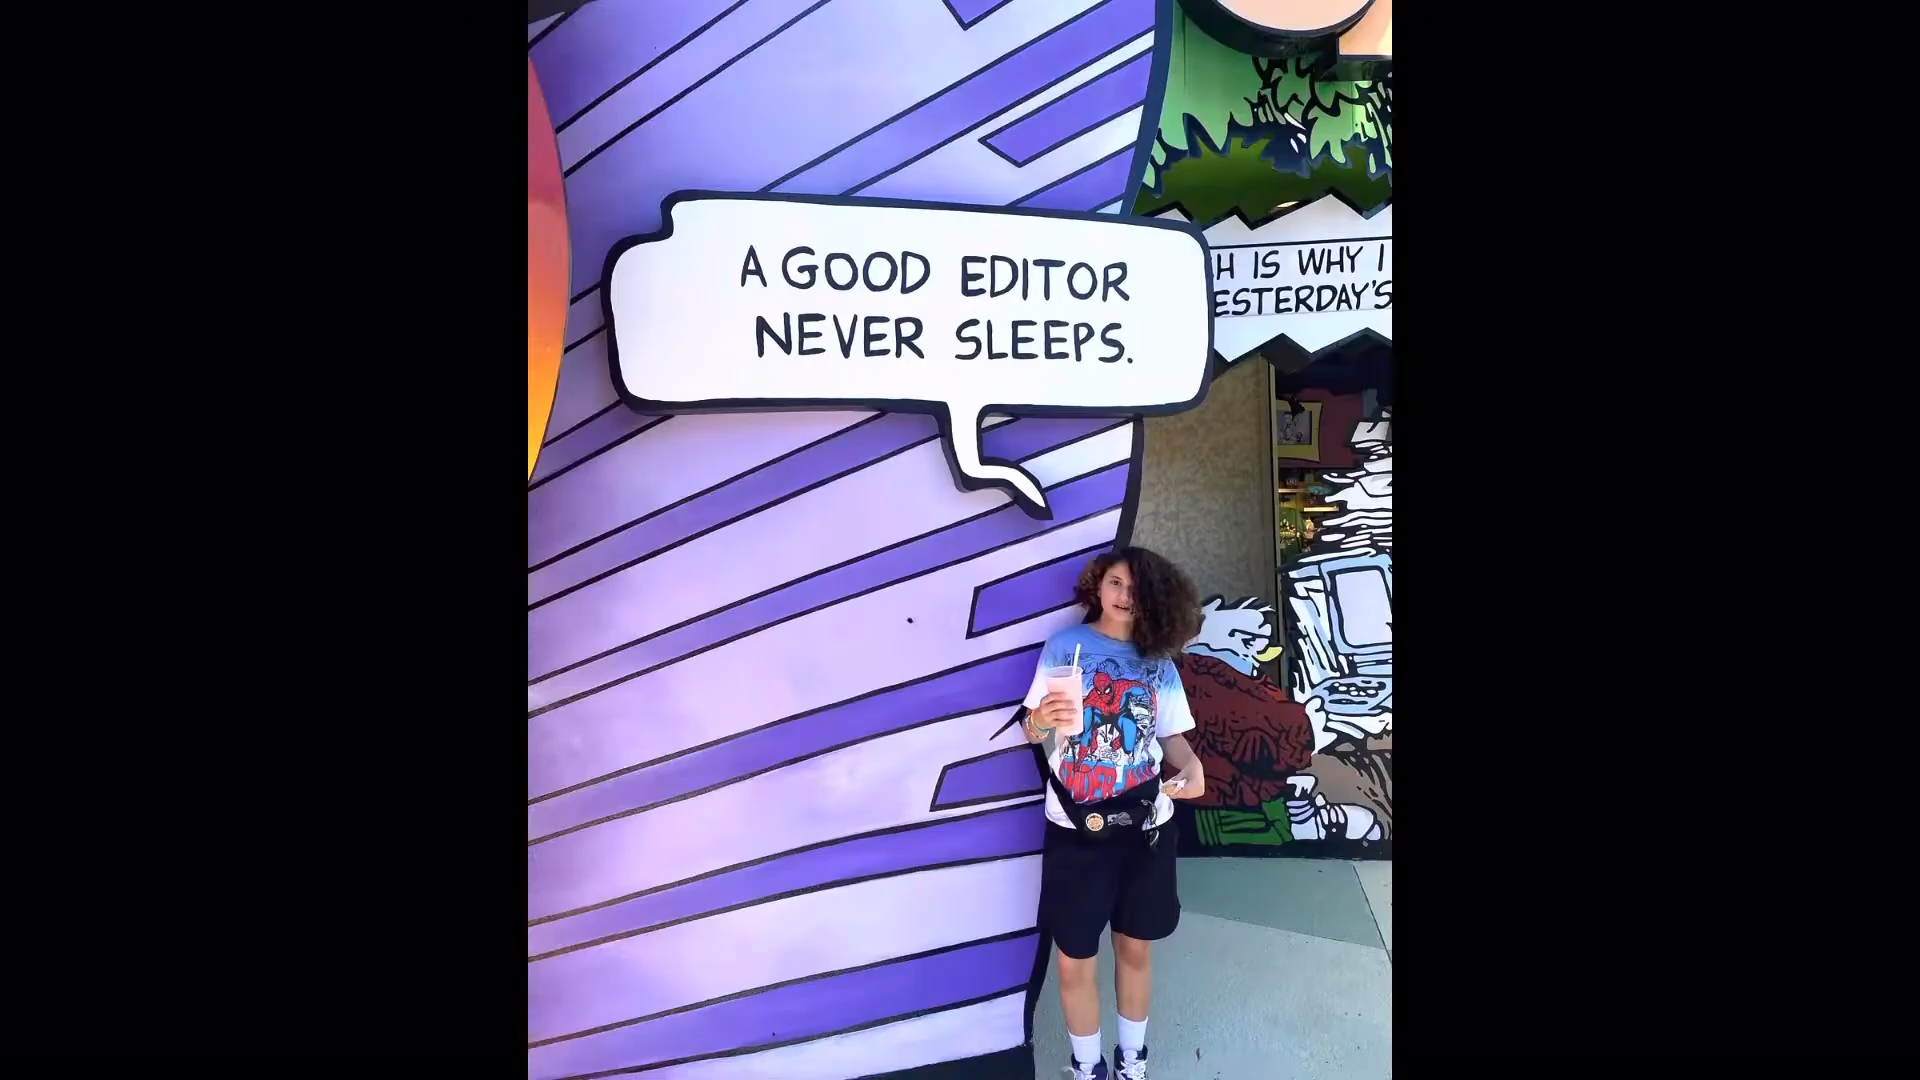 A GOOD EDITOR
NEVER SLEEPS.
H IS WHY I
ESTERDAY'S